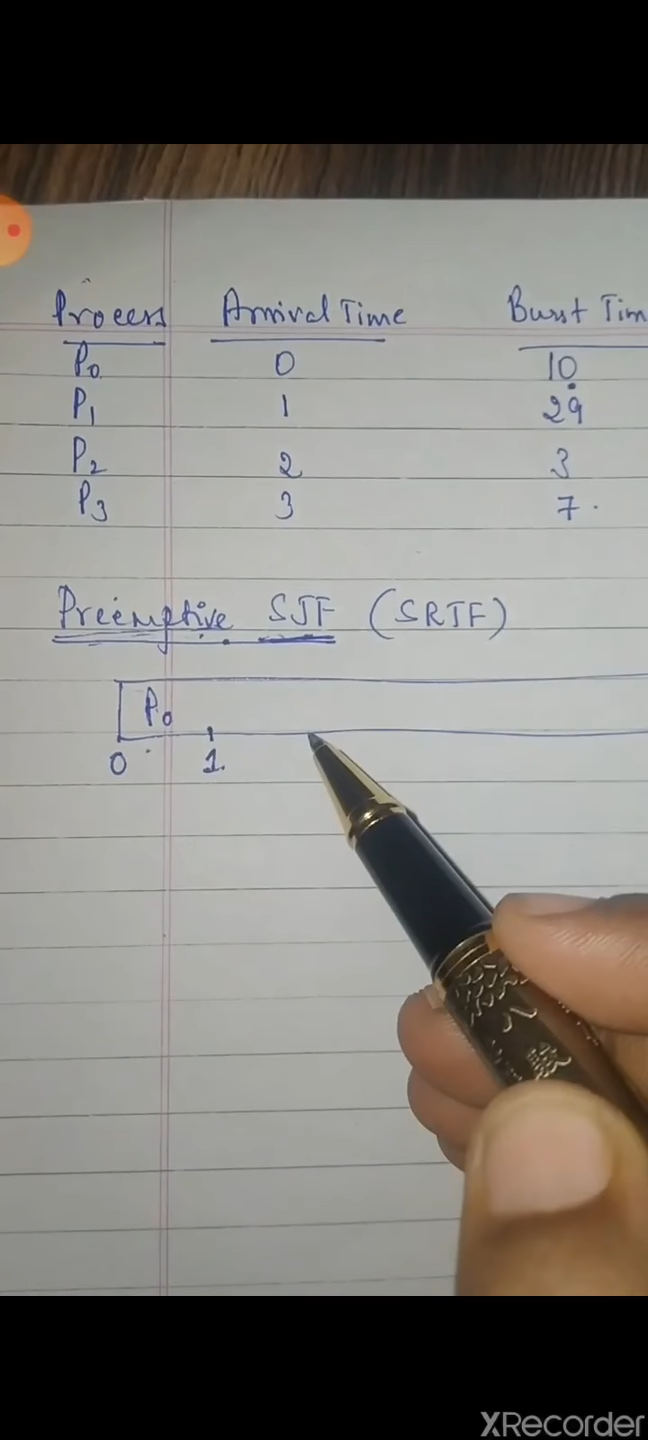 Process Arrival Time Burst Tim
P0 0 10
P1 1 29
P2 2 3
P3 3 7.
Preemptive SJF (SRTF)
P0
0 1.
XRecorder